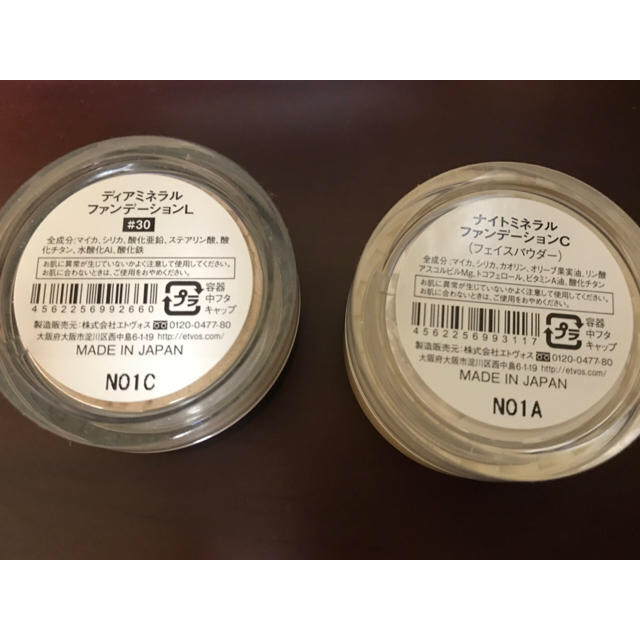 ディアミネラル
ファンデーションL
#30
全成分:マイカ、シリカ、酸化亜鉛、ステアリン酸、酸
化チタン、水酸化Al、酸化鉄
お肌に異常が生じていないかよく注意して使用してください。
お肌に合わないときは、ご使用をおやめください。
4562256992660
プラ
容器
中フタ
キャップ
製造販売元:株式会社エトヴォス 0120-0477-80
大阪府大阪市淀川区西中島6-1-19 http://etvos.com/
MADE IN JAPAN
N01C
ナイトミネラル
ファンデーションC
(フェイスパウダー)
全成分:マイカ、シリカ、カオリン、オリーブ果実油、リン酸
アスコルビルMg、トコフェロール、ビタミンA油、酸化チタン
お肌に異常が生じていないかよく注意して使用してください。
お肌に合わないときは、ご使用をおやめください。
4562256993117
プラ
容器
中フタ
キャップ
製造販売元:株式会社エトヴォス 0120-0477-80
大阪府大阪市淀川区西中島6-1-19 http://etvos.com/
MADE IN JAPAN
N01A